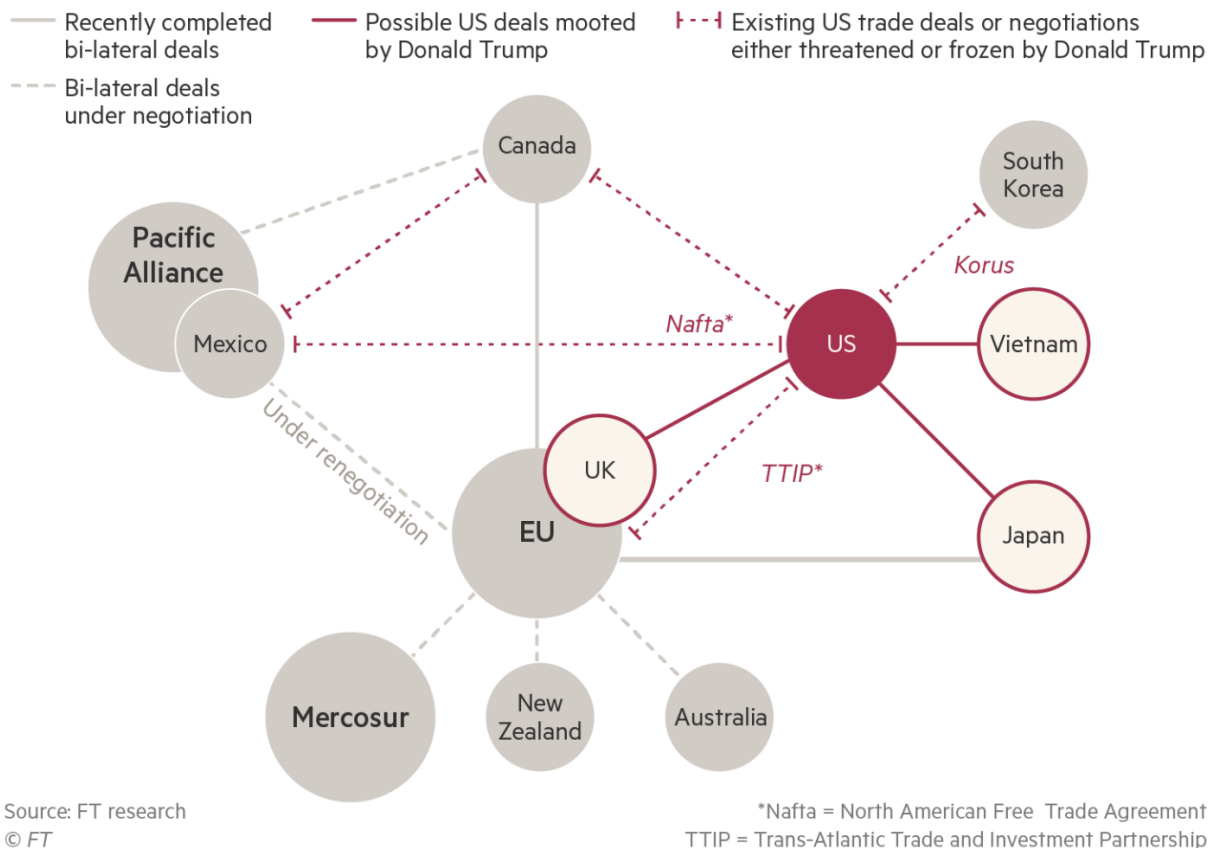 Recently completed
bi-lateral deals
Possible US deals mooted
by Donald Trump
Existing US trade deals or negotiations
either threatened or frozen by Donald Trump
Bi-lateral deals
under negotiation
Canada
South
Korea
Pacific
Alliance
Korus
Mexico
Nafta*
US
Vietnam
Under renegotiation
UK
TTIP*
EU
Japan
Mercosur
New
Zealand
Australia
Source: FT research
© FT
*Nafta = North American Free Trade Agreement
TTIP = Trans-Atlantic Trade and Investment Partnership